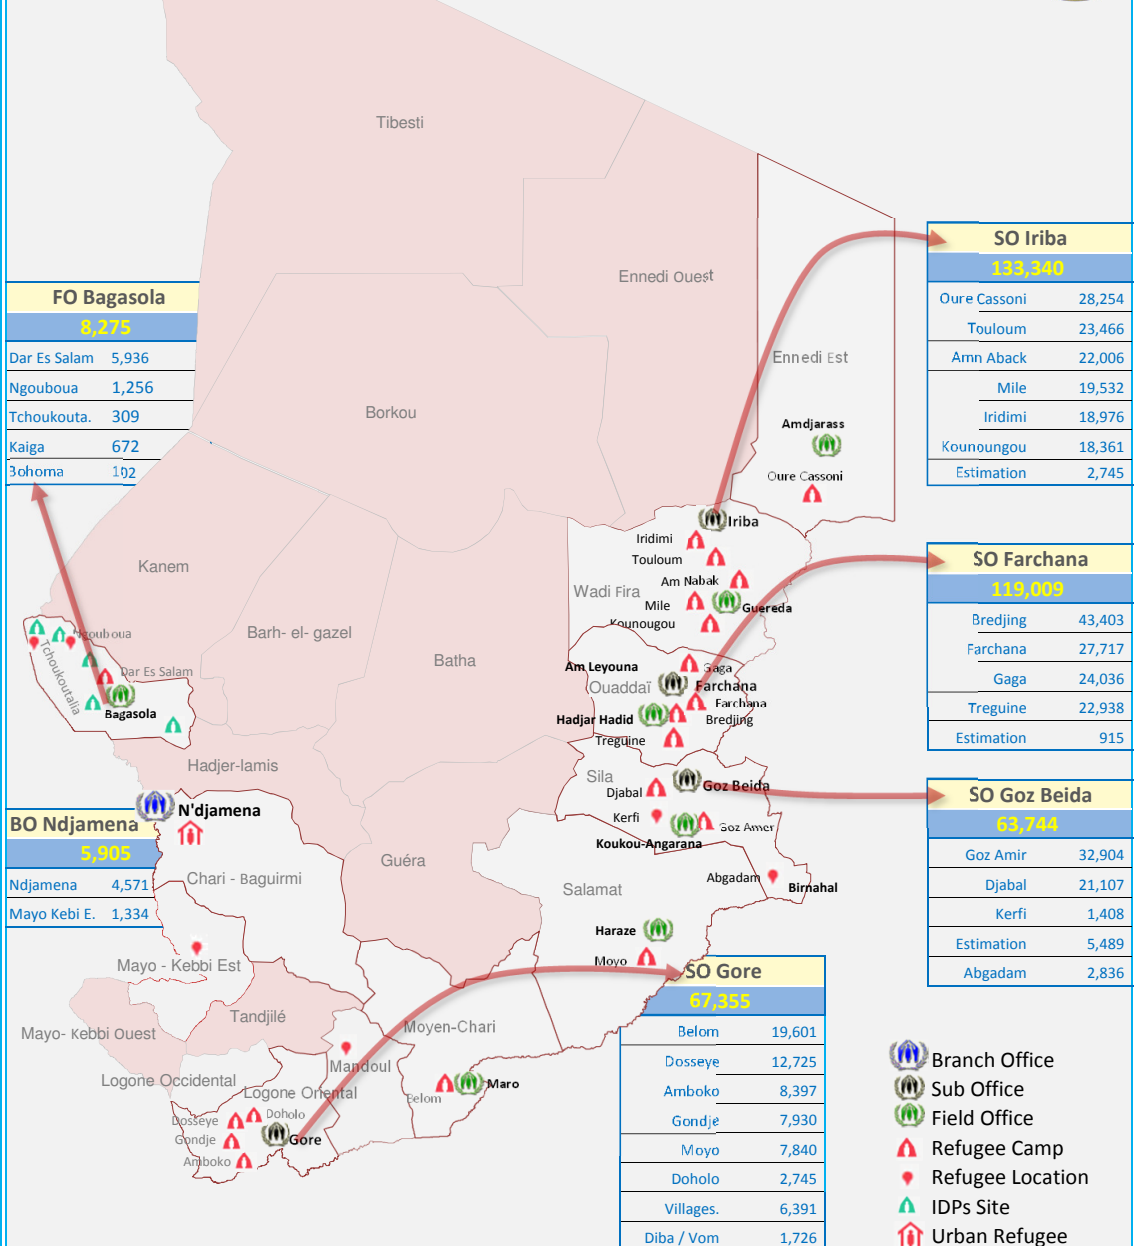 Tibesti
Ennedi Ouest
SO Iriba
133,340
Oure Cassoni 28,254
Touloum 23,466
Amn Aback 22,006
Mile 19,532
Iridimi 18,976
Kounoungou 18,361
Estimation 2,745
FO Bagasola
8,275
Dar Es Salam 5,936
Ngouboua 1,256
Tchoukouta. 309
Kaiga 672
Bohoma 102
Ennedi Est
Borkou
Amdjarass
Oure Cassoni
Iriba
Iridimi
Touloum
Am Nabak
Wadi Fira
Mile
Guereda
Kounougou
SO Farchana
119,009
Bredjing 43,403
Farchana 27,717
Gaga 24,036
Treguine 22,938
Estimation 915
Kanem
Barh- el- gazel
Batha
Ngouboua
Tchoukoutalia
Dar Es Salam
Bagasola
Am Leyouna
Gaga
Ouaddaï
Farchana
Farchana
Hadjar Hadid
Bredjing
Treguine
Hadjer-lamis
Sila
Goz Beida
Djabal
Kerfi
Goz Amer
Koukou-Angarana
SO Goz Beida
63,744
Goz Amir 32,904
Djabal 21,107
Kerfi 1,408
Estimation 5,489
Abgadam 2,836
N'djamena
BO Ndjamena
5,905
Ndjamena 4,571
Mayo Kebi E. 1,334
Guéra
Chari - Baguirmi
Salamat
Abgadam
Birnahal
Haraze
Moyo
Mayo - Kebbi Est
Tandjilé
Mayo- Kebbi Ouest
Moyen-Chari
Mandoul
Logone Occidental
Logone Oriental
Maro
Belom
Doholo
Dosseye
Gondje
Gore
Amboko
SO Gore
67,355
Belom 19,601
Dosseye 12,725
Amboko 8,397
Gondje 7,930
Moyo 7,840
Doholo 2,745
Villages. 6,391
Diba / Vom 1,726
Branch Office
Sub Office
Field Office
Refugee Camp
Refugee Location
IDPs Site
Urban Refugee